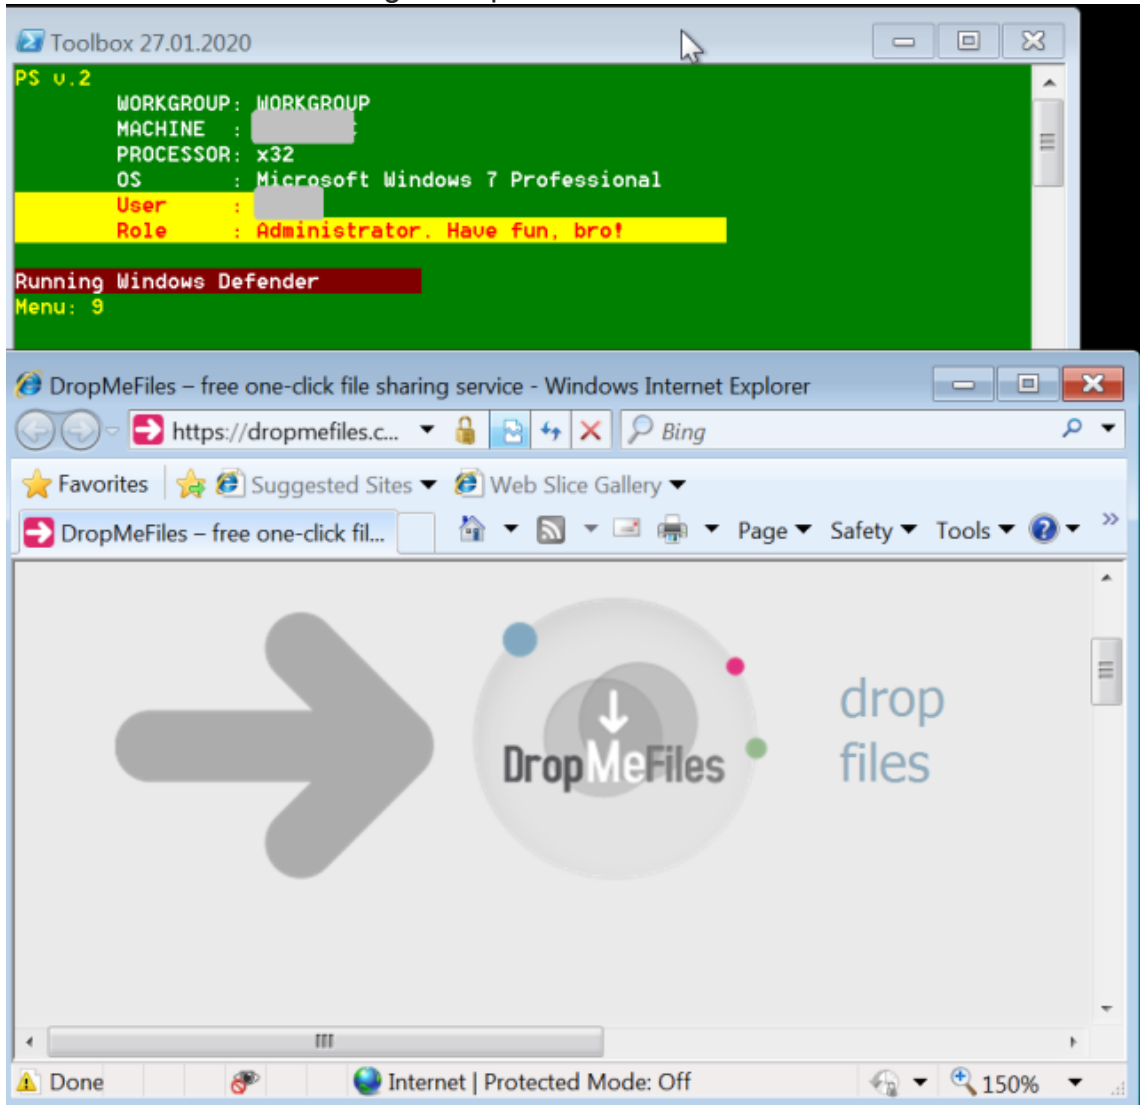 Toolbox 27.01.2020
PS v.2
WORKGROUP: WORKGROUP
MACHINE :
PROCESSOR: x32
OS : Microsoft Windows 7 Professional
User :
Role : Administrator. Have fun, bro!
Running Windows Defender
Menu: 9
DropMeFiles – free one-click file sharing service - Windows Internet Explorer
https://dropmefiles.c... Bing
Favorites Suggested Sites Web Slice Gallery
DropMeFiles – free one-click fil... Page Safety Tools
DropMeFiles
drop
files
Done Internet | Protected Mode: Off 150%